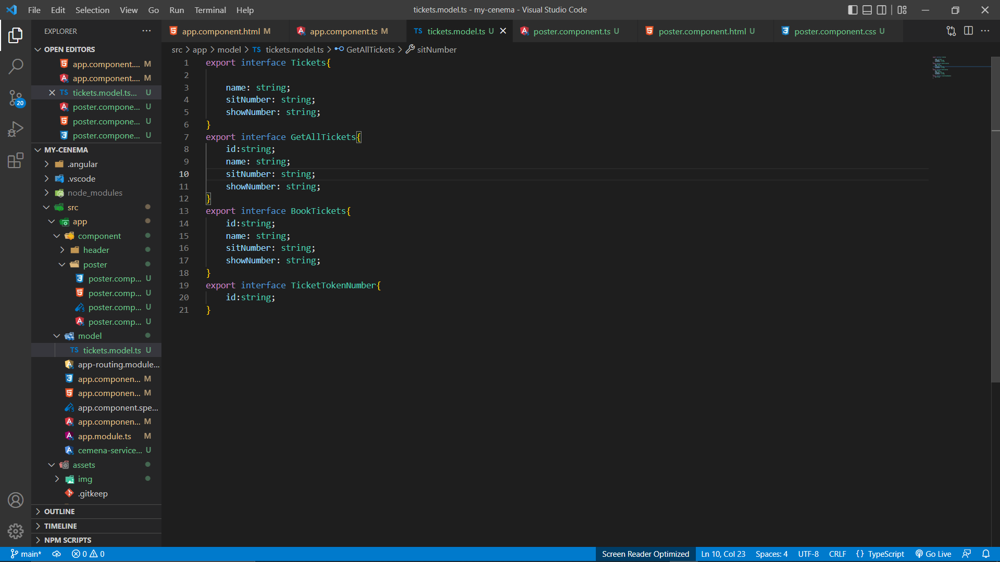 File Edit Selection View Go Run Terminal Help
tickets.model.ts - my-cenema - Visual Studio Code
EXPLORER
app.component.html M
app.component.ts M
TS tickets.model.ts U
poster.component.ts U
poster.component.html U
poster.component.css U
OPEN EDITORS
app.component.... M
app.component.... M
TS tickets.model.ts... U
poster.compone... U
poster.compone... U
poster.compone... U
MY-CENEMA
.angular
.vscode
node_modules
src
app
component
header
poster
poster.comp... U
poster.comp... U
poster.comp... U
poster.comp... U
model
TS tickets.model.ts U
app-routing.module...
app.componen... M
app.componen... M
app.component.spe...
app.componen... M
app.module.ts M
cemena-service... U
assets
img
.gitkeep
OUTLINE
TIMELINE
NPM SCRIPTS
20
src > app > model > TS tickets.model.ts > GetAllTickets > sitNumber
1 export interface Tickets{
2
3 name: string;
4 sitNumber: string;
5 showNumber: string;
6 }
7 export interface GetAllTickets{
8 id:string;
9 name: string;
10 sitNumber: string;
11 showNumber: string;
12 }
13 export interface BookTickets{
14 id:string;
15 name: string;
16 sitNumber: string;
17 showNumber: string;
18 }
19 export interface TicketTokenNumber{
20 id:string;
21 }
main* 0 0 Screen Reader Optimized Ln 10, Col 23 Spaces: 4 UTF-8 CRLF {} TypeScript Go Live